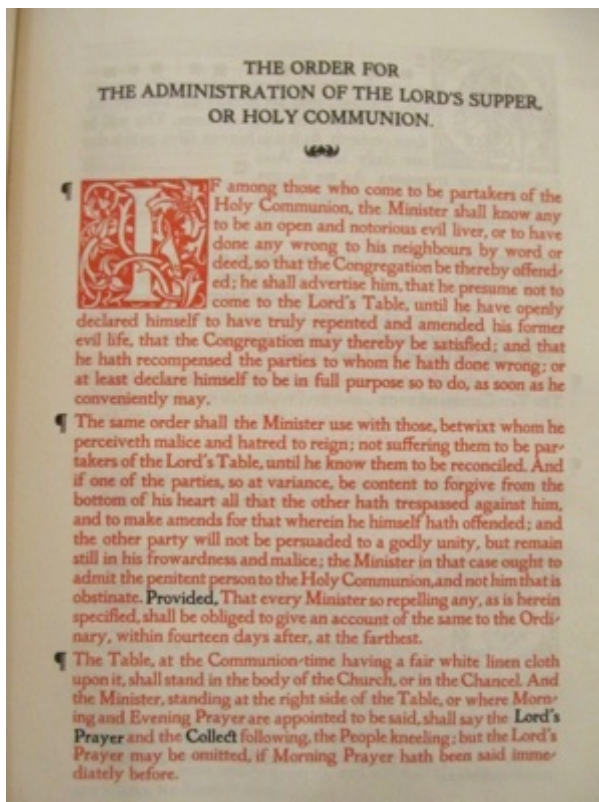 THE ORDER FOR
THE ADMINISTRATION OF THE LORD'S SUPPER,
OR HOLY COMMUNION.
¶ IF among those who come to be partakers of the
Holy Communion, the Minister shall know any
to be an open and notorious evil liver, or to have
done any wrong to his neighbours by word or
deed, so that the Congregation be thereby offend-
ed; he shall advertise him, that he presume not to
come to the Lord's Table, until he have openly
declared himself to have truly repented and amended his former
evil life, that the Congregation may thereby be satisfied; and that
he hath recompensed the parties to whom he hath done wrong; or
at least declare himself to be in full purpose so to do, as soon as he
conveniently may.
¶ The same order shall the Minister use with those, betwixt whom he
perceiveth malice and hatred to reign; not suffering them to be par-
takers of the Lord's Table, until he know them to be reconciled. And
if one of the parties, so at variance, be content to forgive from the
bottom of his heart all that the other hath trespassed against him,
and to make amends for that wherein he himself hath offended; and
the other party will not be persuaded to a godly unity, but remain
still in his frowardness and malice; the Minister in that case ought to
admit the penitent person to the Holy Communion, and not him that is
obstinate. Provided, That every Minister so repelling any, as is herein
specified, shall be obliged to give an account of the same to the Ordi-
nary, within fourteen days after, at the farthest.
¶ The Table, at the Communion-time having a fair white linen cloth
upon it, shall stand in the body of the Church, or in the Chancel. And
the Minister, standing at the right side of the Table, or where Morn-
ing and Evening Prayer are appointed to be said, shall say the Lord's
Prayer and the Collect following, the People kneeling; but the Lord's
Prayer may be omitted, if Morning Prayer hath been said imme-
diately before.